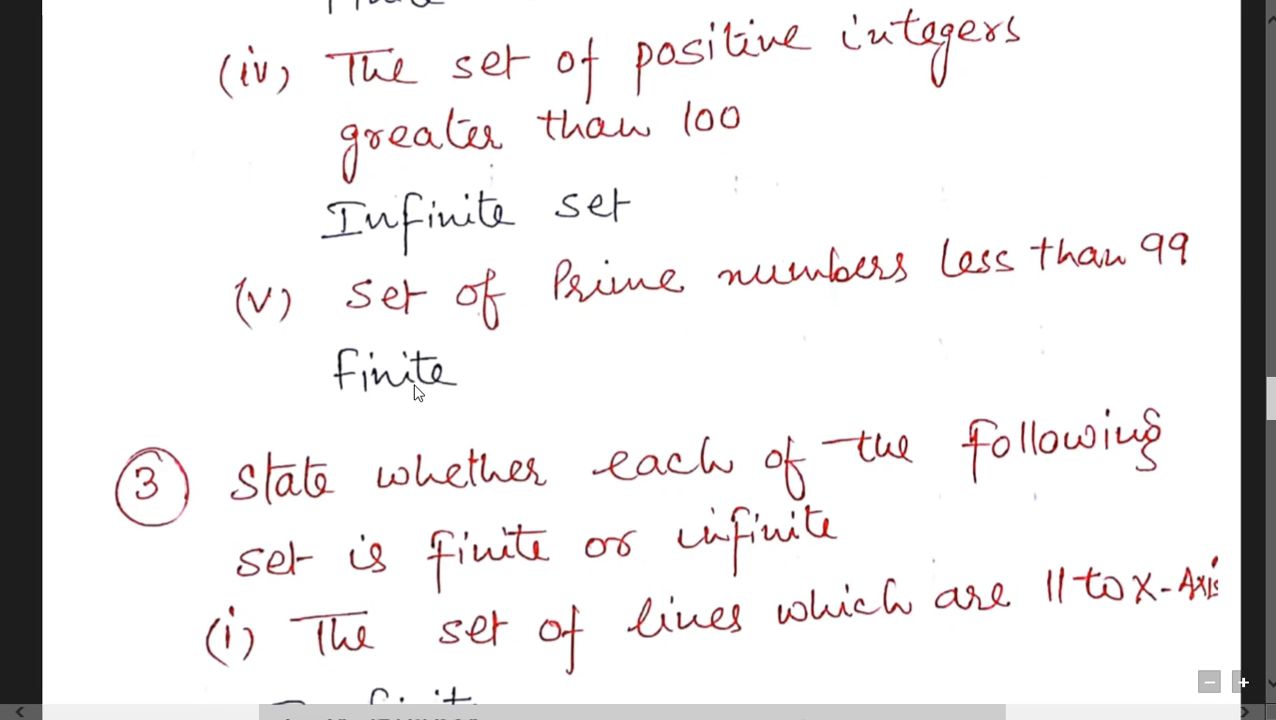 (iv) The set of positive integers
greater than 100
Infinite set
(v) set of Prime numbers less than 99
finite
3 State whether each of the following
set is finite or infinite
(i) The set of lines which are || to X-Axis